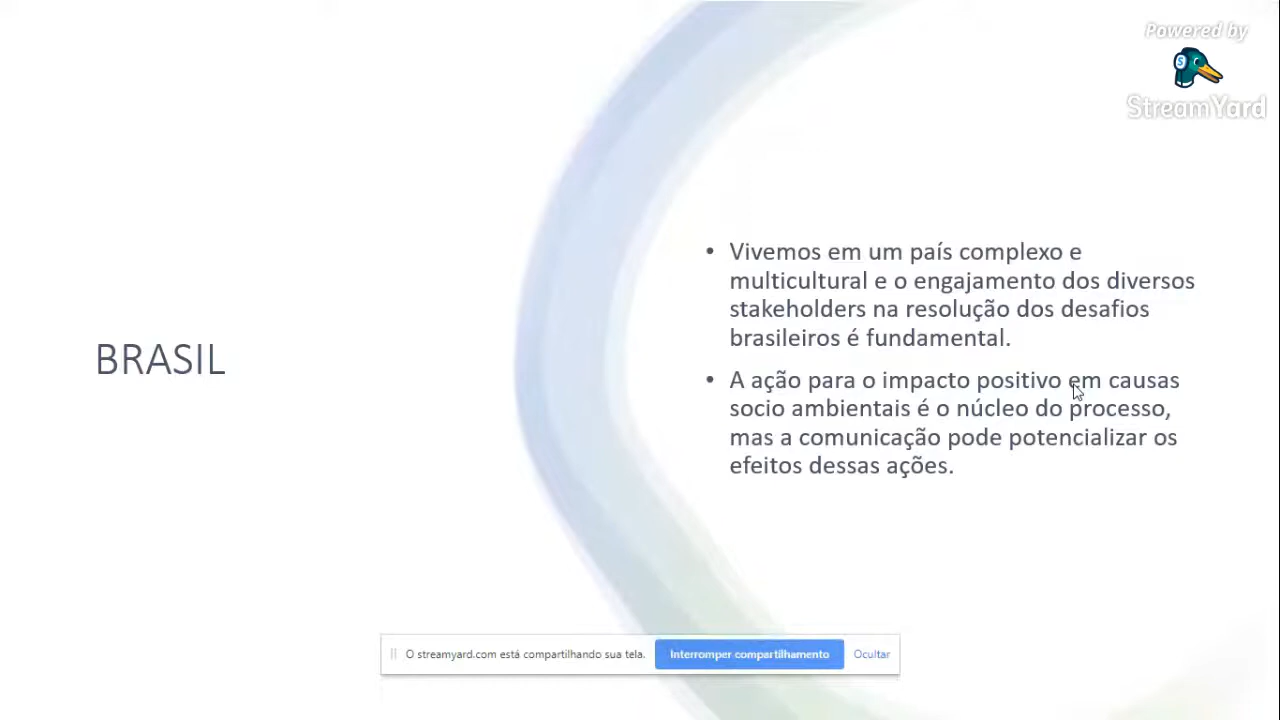 Powered by
StreamYard
BRASIL
• Vivemos em um país complexo e
multicultural e o engajamento dos diversos
stakeholders na resolução dos desafios
brasileiros é fundamental.
• A ação para o impacto positivo em causas
socio ambientais é o núcleo do processo,
mas a comunicação pode potencializar os
efeitos dessas ações.
O streamyard.com está compartilhando sua tela. Interromper compartilhamento Ocultar